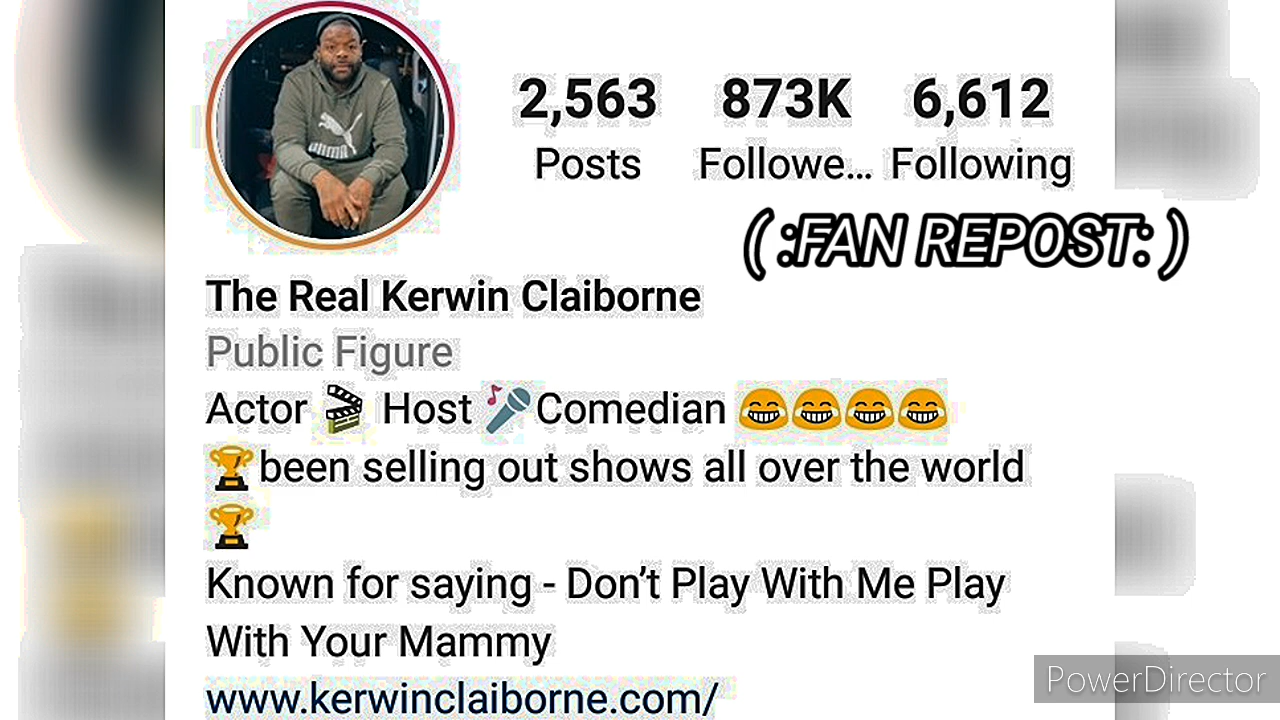 2,563 873K 6,612
Posts Followe... Following
( :FAN REPOST: )
The Real Kerwin Claiborne
Public Figure
Actor 🎬 Host 🎤Comedian 😂😂😂😂
🏆been selling out shows all over the world
🏆
Known for saying - Don’t Play With Me Play
With Your Mammy
www.kerwinclaiborne.com/
PowerDirector